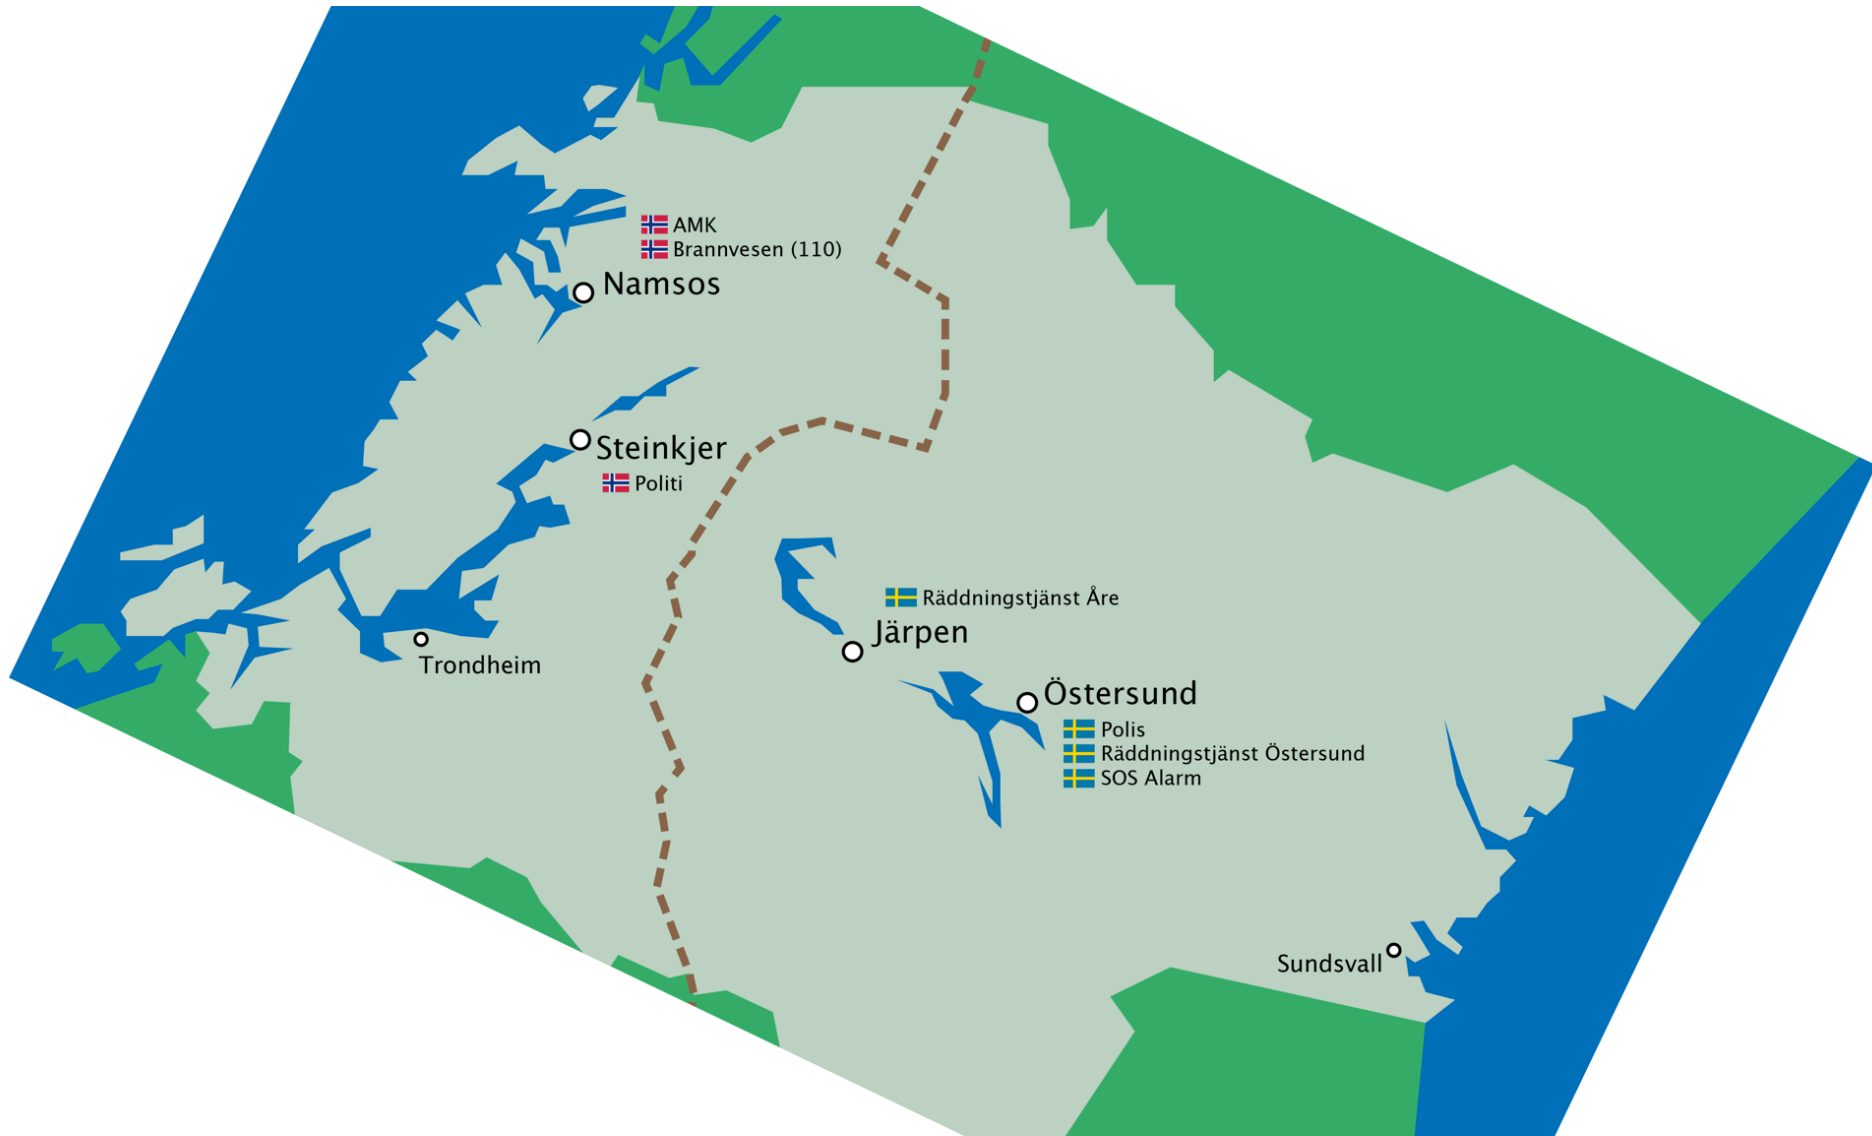 AMK
Brannvesen (110)
Namsos
Steinkjer
Politi
Räddningstjänst Åre
Järpen
Trondheim
Östersund
Polis
Räddningstjänst Östersund
SOS Alarm
Sundsvall